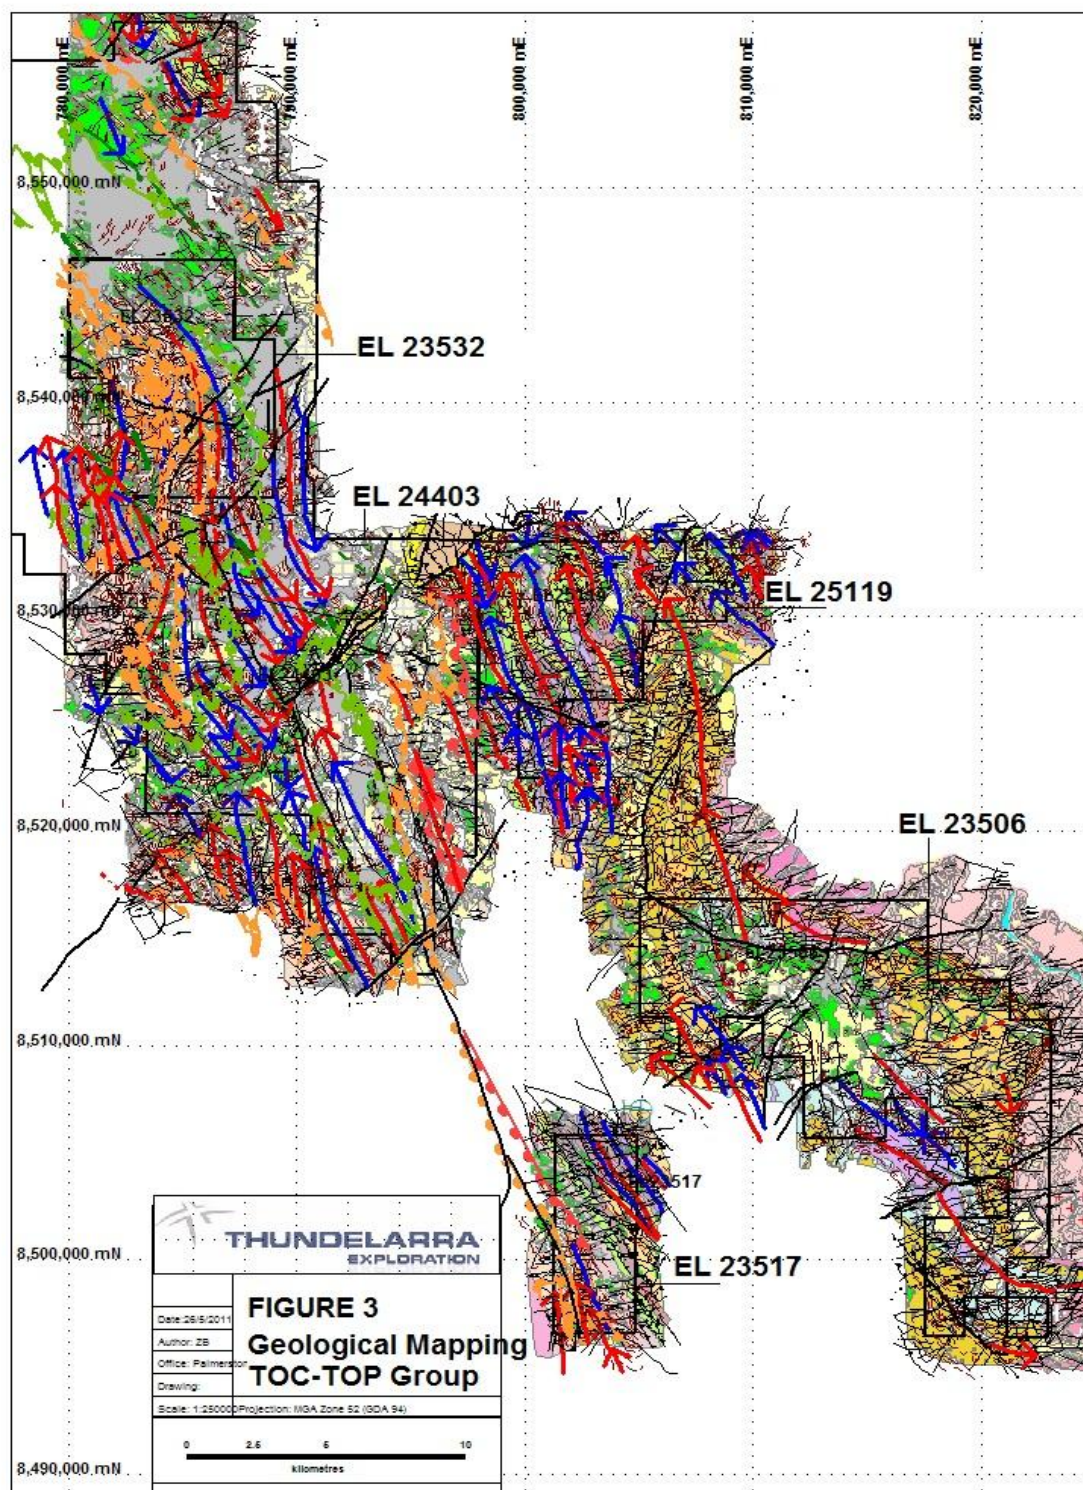 780,000 mE
790,000 mE
800,000 mE
810,000 mE
820,000 mE
8,550,000 mN
EL23532
EL 23532
8,540,000 mN
EL 24403
EL 25119
8,530,000 mN
8,520,000 mN
EL 23506
8,510,000 mN
8,500,000 mN
EL 23517
THUNDELARRA
EXPLORATION
FIGURE 3
Geological Mapping
TOC-TOP Group
Date:26/5/2011
Author: ZB
Office: Palmerston
Drawing:
Scale: 1:250000
Projection: MGA Zone 52 (GDA 94)
0 2.5 5 10
kilometres
8,490,000 mN